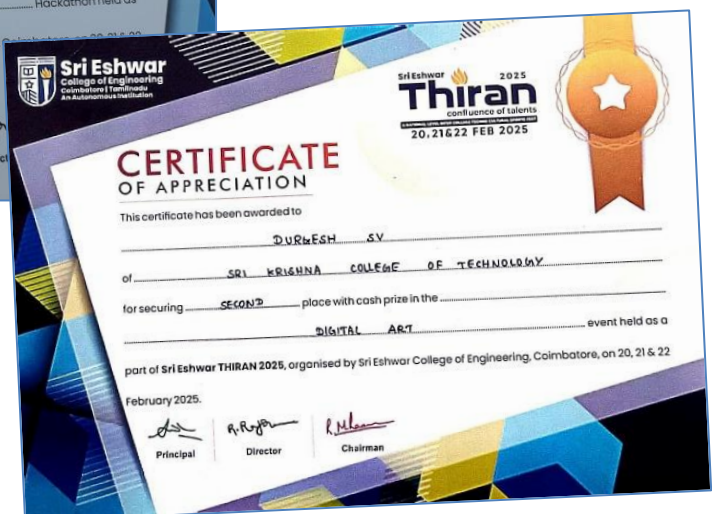 Hackathon held as
Sri Eshwar
College of Engineering
Coimbatore | Tamilnadu
An Autonomous Institution
Sri Eshwar 2025
Thiran
confluence of talents
20.21&22 FEB 2025
CERTIFICATE
OF APPRECIATION
This certificate has been awarded to
DURGESH SV
of SRI KRISHNA COLLEGE OF TECHNOLOGY
for securing SECOND place with cash prize in the
DIGITAL ART event held as a
part of Sri Eshwar THIRAN 2025, organised by Sri Eshwar College of Engineering, Coimbatore, on 20, 21 & 22
February 2025.
Principal Director Chairman